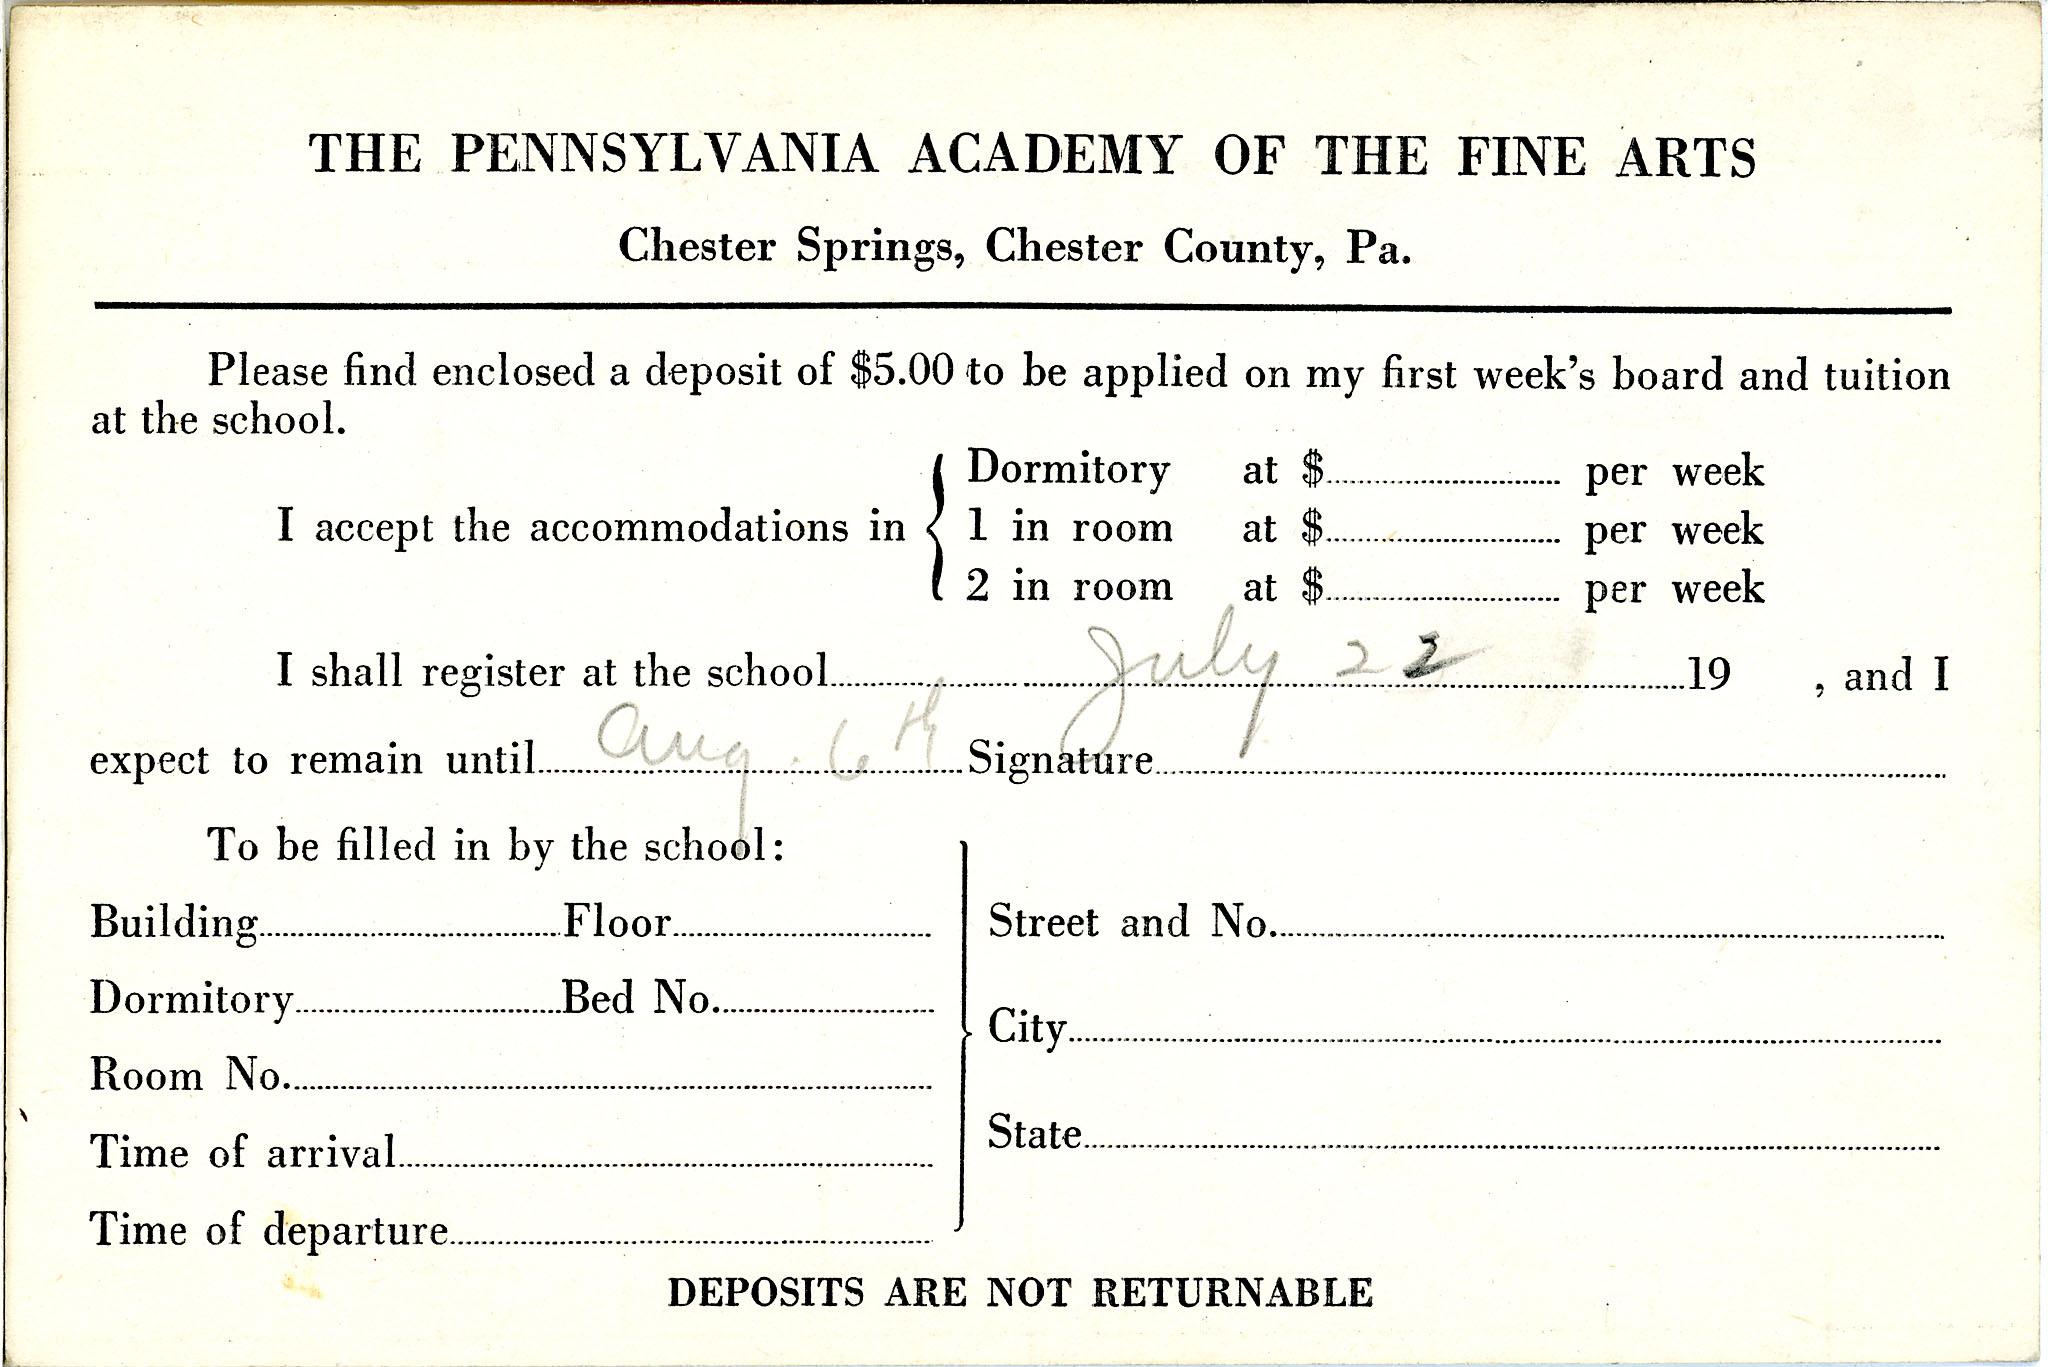 THE PENNSYLVANIA ACADEMY OF THE FINE ARTS
Chester Springs, Chester County, Pa.
Please find enclosed a deposit of $5.00 to be applied on my first week's board and tuition
at the school.
I accept the accommodations in
Dormitory at $ per week
1 in room at $ per week
2 in room at $ per week
I shall register at the school July 22 19 , and I
expect to remain until Aug. 6th Signature
To be filled in by the school:
Building Floor
Dormitory Bed No.
Room No.
Time of arrival
Time of departure
Street and No.
City
State
DEPOSITS ARE NOT RETURNABLE